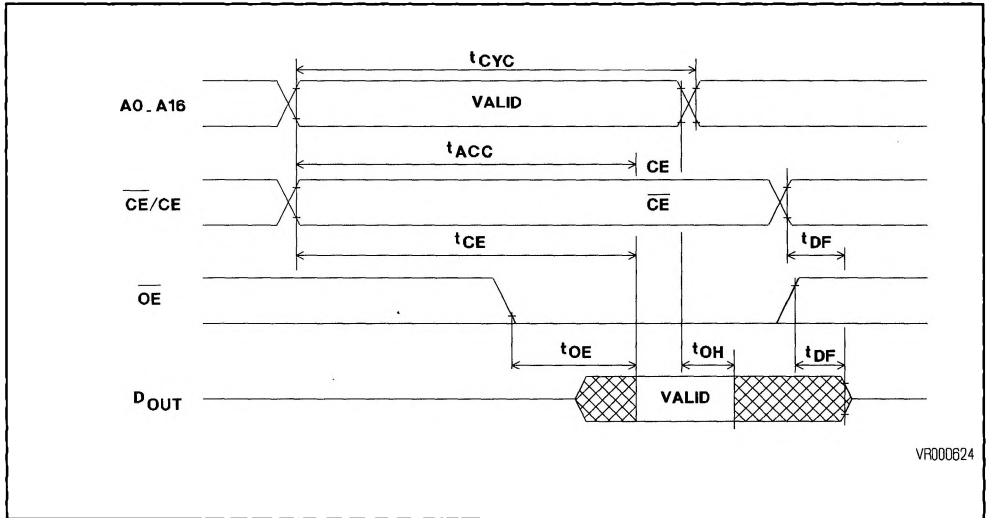 tCYC
A0_A16
VALID
tACC
CE
CE/CE
CE
tCE
tDF
OE
tOE
tOH
tDF
DOUT
VALID
VR000624